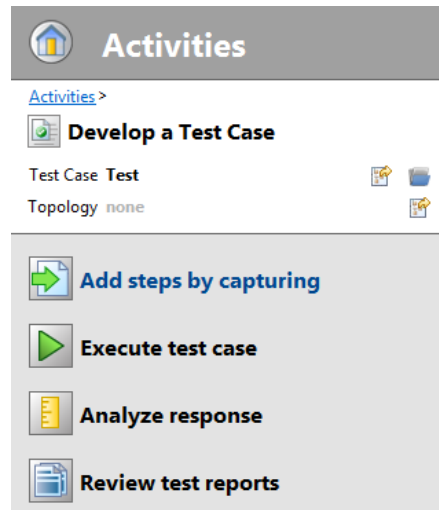 Activities
Activities >
Develop a Test Case
Test Case Test
Topology none
Add steps by capturing
Execute test case
Analyze response
Review test reports